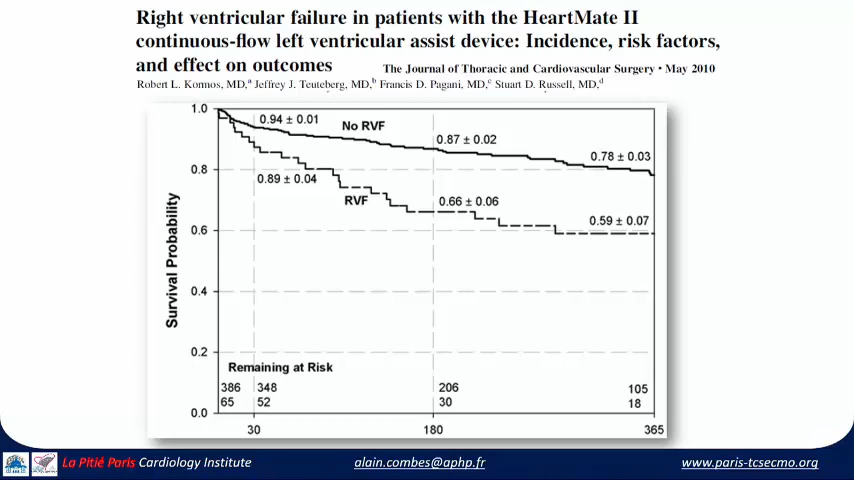 Right ventricular failure in patients with the HeartMate II
continuous-flow left ventricular assist device: Incidence, risk factors,
and effect on outcomes
The Journal of Thoracic and Cardiovascular Surgery • May 2010
Robert L. Kormos, MD,a Jeffrey J. Teuteberg, MD,b Francis D. Pagani, MD,c Stuart D. Russell, MD,d
1.0
0.94 ± 0.01
No RVF
0.87 ± 0.02
0.78 ± 0.03
0.8
0.89 ± 0.04
RVF
0.66 ± 0.06
0.59 ± 0.07
0.6
Survival Probability
0.4
0.2
Remaining at Risk
386 348 206 105
65 52 30 18
0.0
30 180 365
La Pitié Paris Cardiology Institute
alain.combes@aphp.fr
www.paris-tcsecmo.org